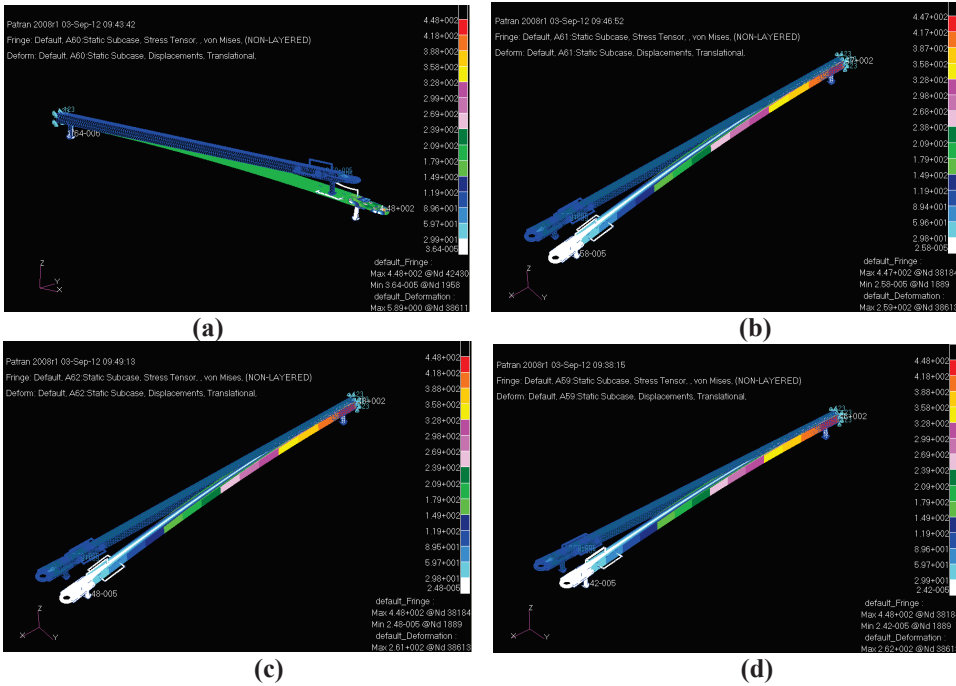 Patran 2008r1 03-Sep-12 09:43:42
Fringe: Default, A60:Static Subcase, Stress Tensor, , von Mises, (NON-LAYERED)
Deform: Default, A60:Static Subcase, Displacements, Translational,
4.48+002
4.18+002
3.88+002
3.58+002
3.28+002
2.99+002
2.69+002
2.39+002
2.09+002
1.79+002
1.49+002
1.19+002
8.96+001
5.97+001
2.99+001
3.64-005
default_Fringe :
Max 4.48+002 @Nd 42430
Min 3.64-005 @Nd 1958
default_Deformation :
Max 5.89+000 @Nd 38611
Z
Y
X
(a)
Patran 2008r1 03-Sep-12 09:46:52
Fringe: Default, A61:Static Subcase, Stress Tensor, , von Mises, (NON-LAYERED)
Deform: Default, A61:Static Subcase, Displacements, Translational,
4.47+002
4.17+002
3.87+002
3.58+002
3.28+002
2.98+002
2.68+002
2.38+002
2.09+002
1.79+002
1.49+002
1.19+002
8.94+001
5.96+001
2.98+001
2.58-005
default_Fringe :
Max 4.47+002 @Nd 38184
Min 2.58-005 @Nd 1889
default_Deformation :
Max 2.59+002 @Nd 38613
Z
X
Y
(b)
Patran 2008r1 03-Sep-12 09:49:13
Fringe: Default, A62:Static Subcase, Stress Tensor, , von Mises, (NON-LAYERED)
Deform: Default, A62:Static Subcase, Displacements, Translational,
4.48+002
4.18+002
3.88+002
3.58+002
3.28+002
2.98+002
2.69+002
2.39+002
2.09+002
1.79+002
1.49+002
1.19+002
8.95+001
5.97+001
2.98+001
2.48-005
default_Fringe :
Max 4.48+002 @Nd 38184
Min 2.48-005 @Nd 1889
default_Deformation :
Max 2.61+002 @Nd 38613
Z
X
Y
(c)
Patran 2008r1 03-Sep-12 09:38:15
Fringe: Default, A59:Static Subcase, Stress Tensor, , von Mises, (NON-LAYERED)
Deform: Default, A59:Static Subcase, Displacements, Translational,
4.48+002
4.18+002
3.88+002
3.58+002
3.28+002
2.99+002
2.69+002
2.39+002
2.09+002
1.79+002
1.49+002
1.19+002
8.96+001
5.97+001
2.99+001
2.42-005
default_Fringe :
Max 4.48+002 @Nd 3818
Min 2.42-005 @Nd 1889
default_Deformation :
Max 2.62+002 @Nd 3861
Z
X
Y
(d)